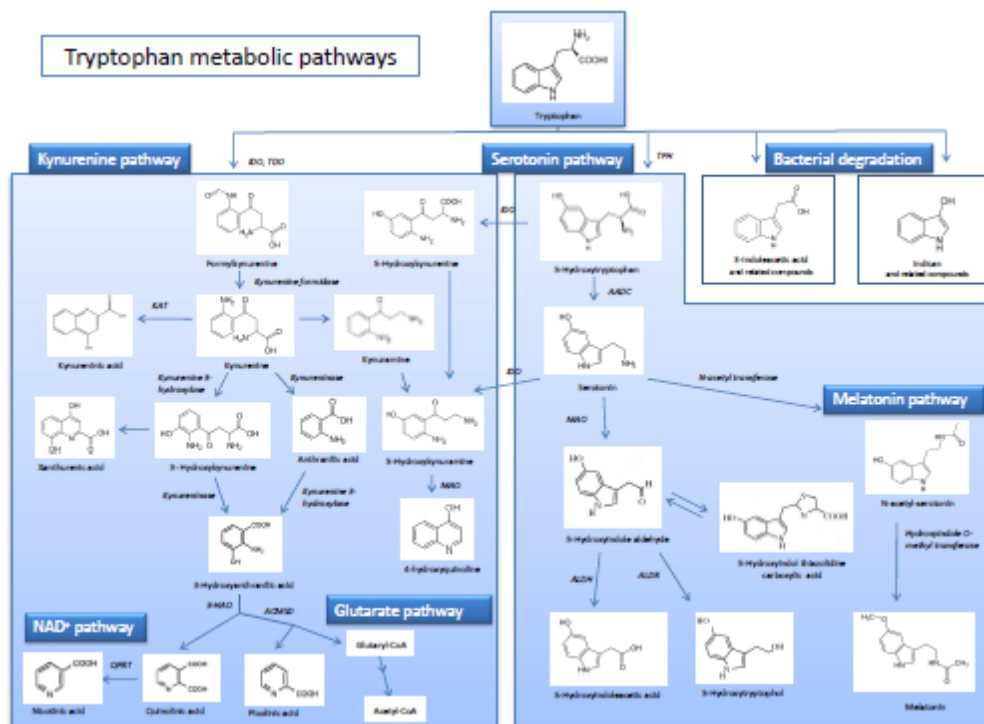 Tryptophan metabolic pathways
NH₂
COOH
Tryptophan
Kynurenine pathway
IDO, TDO
Serotonin pathway
TPH
Bacterial degradation
Formylkynurenine
5-Hydroxykynurenine
IDO
5-Hydroxytryptophan
3-Indoleacetic acid
and related compounds
Indican
and related compounds
Kynurenine formidase
AADC
KAT
Kynurenic acid
Kynurenine
Kynuramine
Serotonin
IDO
N-acetyl transferase
Kynurenine 3-
hydroxylase
Kynureninase
MAO
Melatonin pathway
Xanthurenic acid
3- Hydroxykynurenine
Anthranilic acid
5-Hydroxykynuramine
N-acetyl-serotonin
Kynureninase
Kynurenine 3-
hydroxylase
MAO
5-Hydroxyindole aldehyde
5-Hydroxyindol thiazolidine
carboxylic acid
Hydroxyindole O-
methyl transferase
3-Hydroxyanthranilic acid
4-hydroxyquinoline
ALDH
ALDR
3-HAO
ACMSD
Glutarate pathway
NAD⁺ pathway
Glutaryl-CoA
QPRT
Nicotinic acid
Quinolinic acid
Picolinic acid
Acetyl-CoA
5-Hydroxyindoleacetic acid
5-Hydroxytryptophol
Melatonin